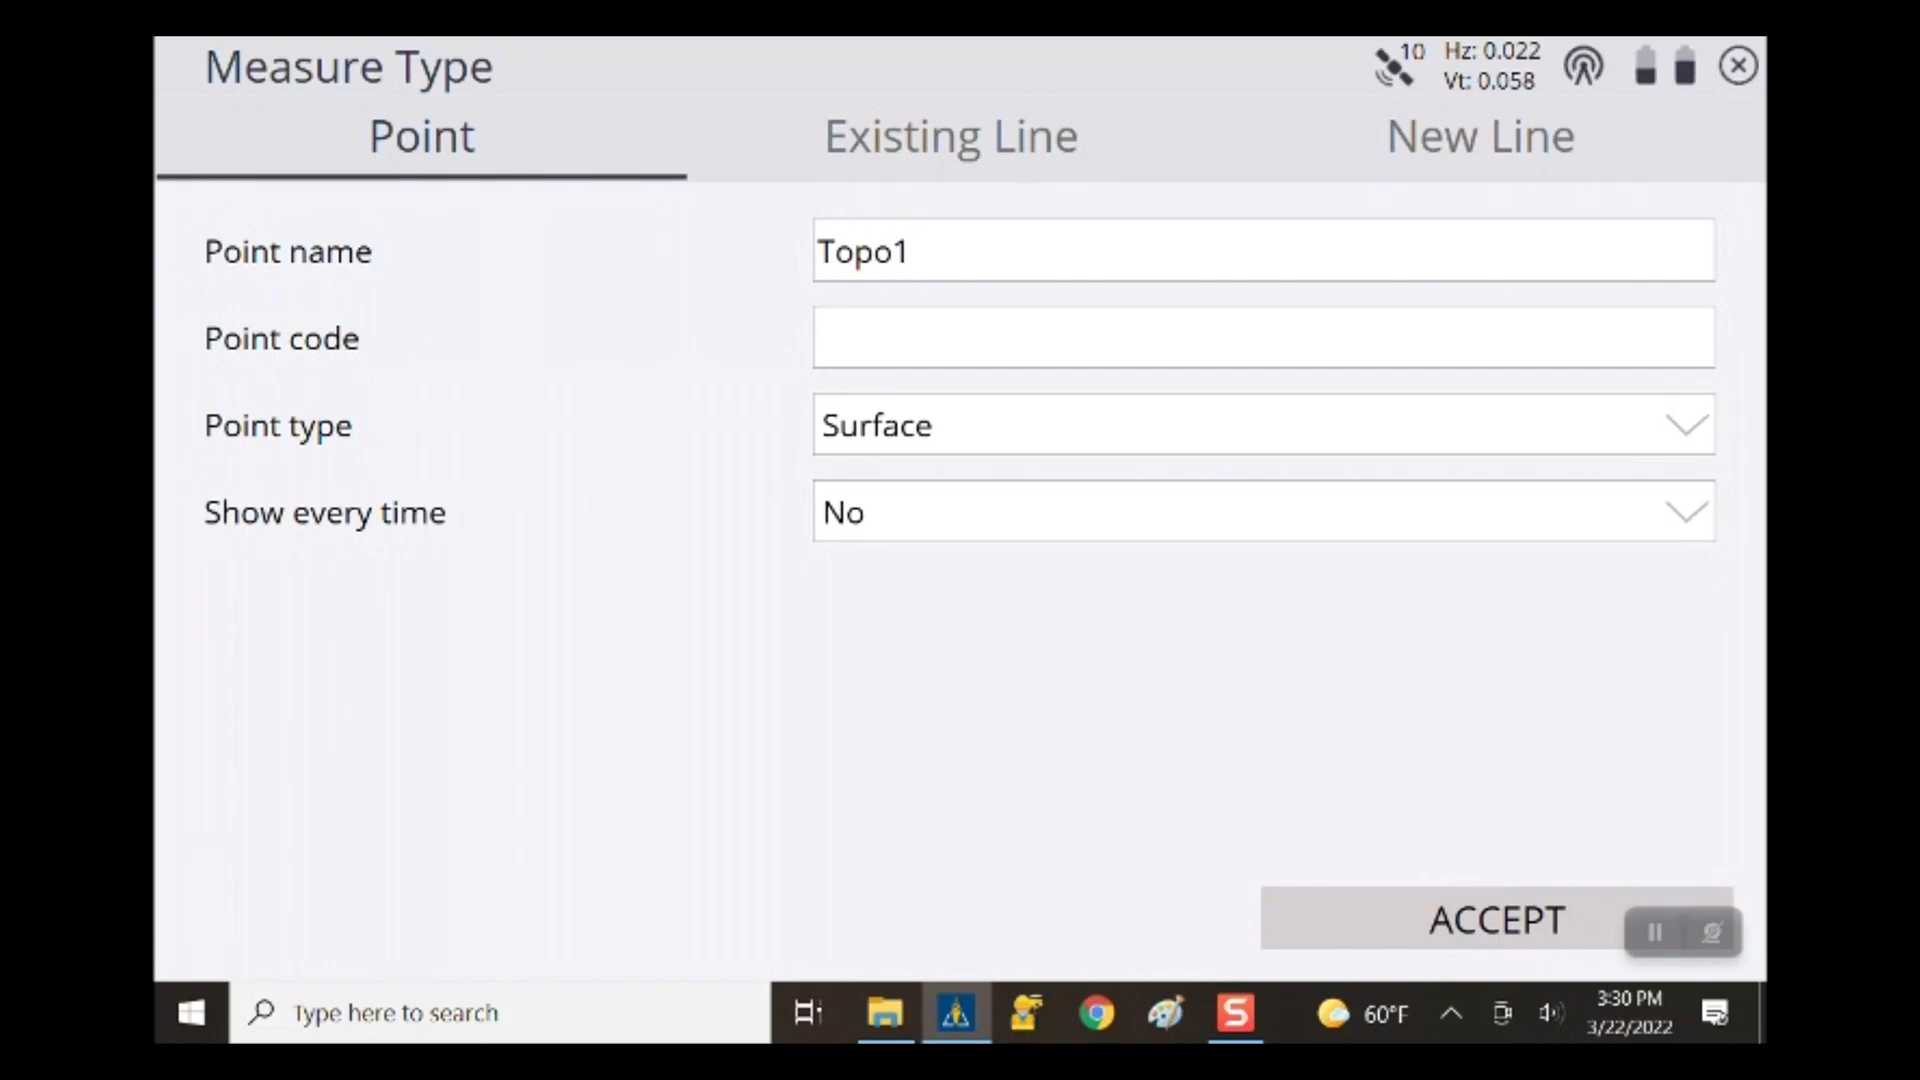 Measure Type
10
Hz: 0.022
Vt: 0.058
Point
Existing Line
New Line
Point name
Topo1
Point code
Point type
Surface
Show every time
No
ACCEPT
Type here to search
S
60°F
3:30 PM
3/22/2022